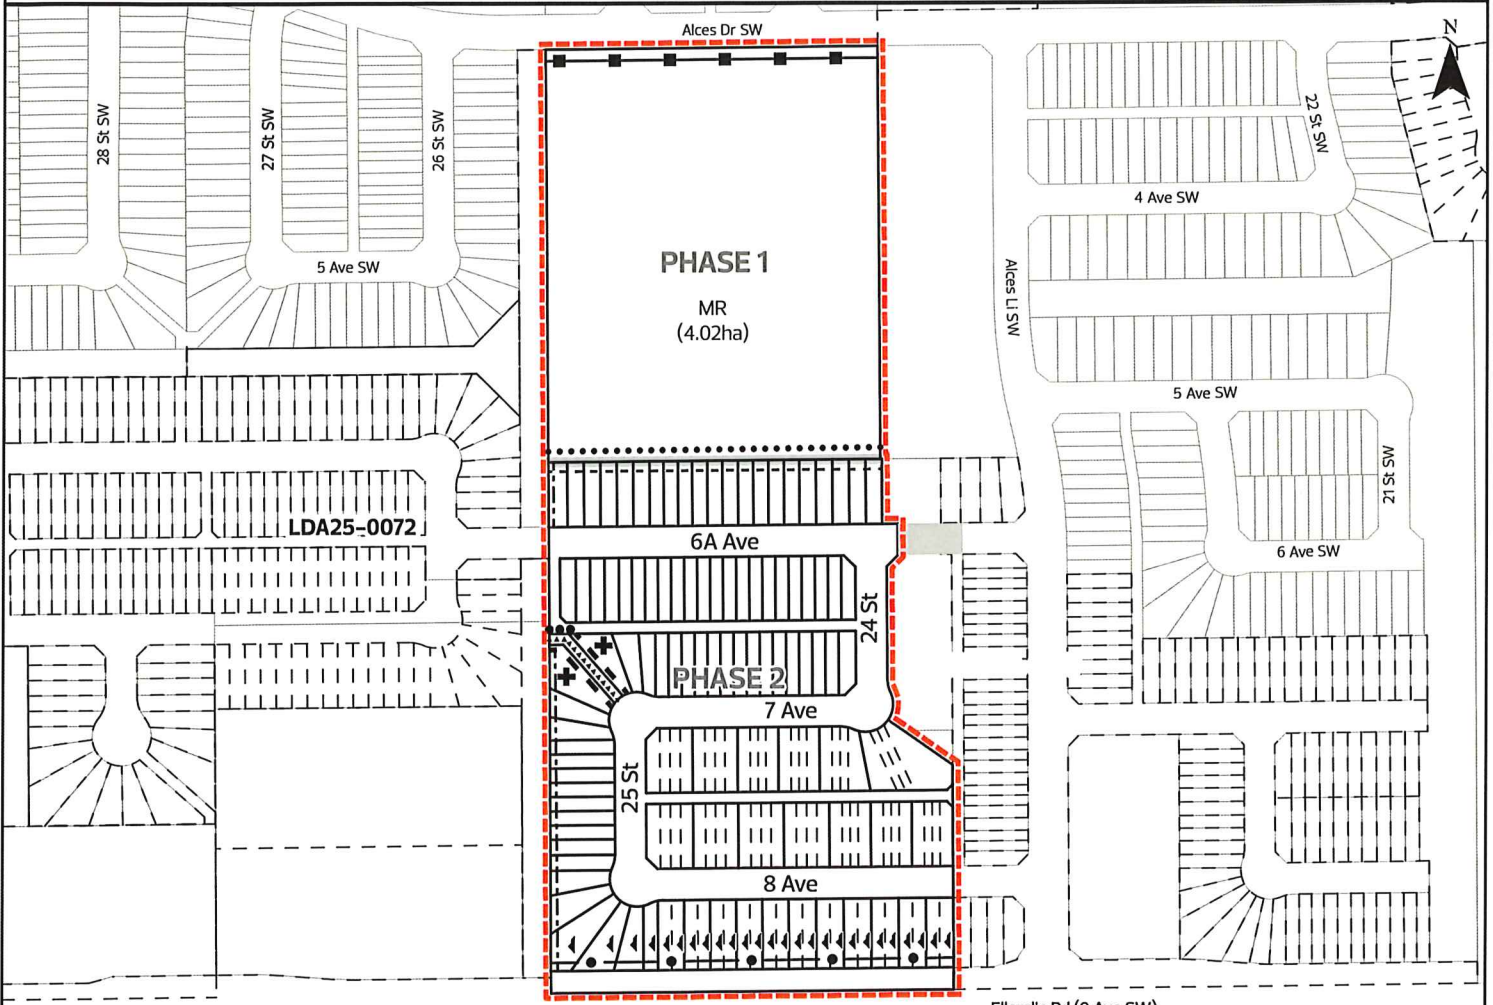 Alces Dr SW
N
28 St SW
27 St SW
26 St SW
22 St SW
4 Ave SW
5 Ave SW
PHASE 1
MR
(4.02ha)
Alces Li SW
5 Ave SW
21 St SW
LDA25-0072
6A Ave
6 Ave SW
24 St
PHASE 2
7 Ave
25 St
8 Ave